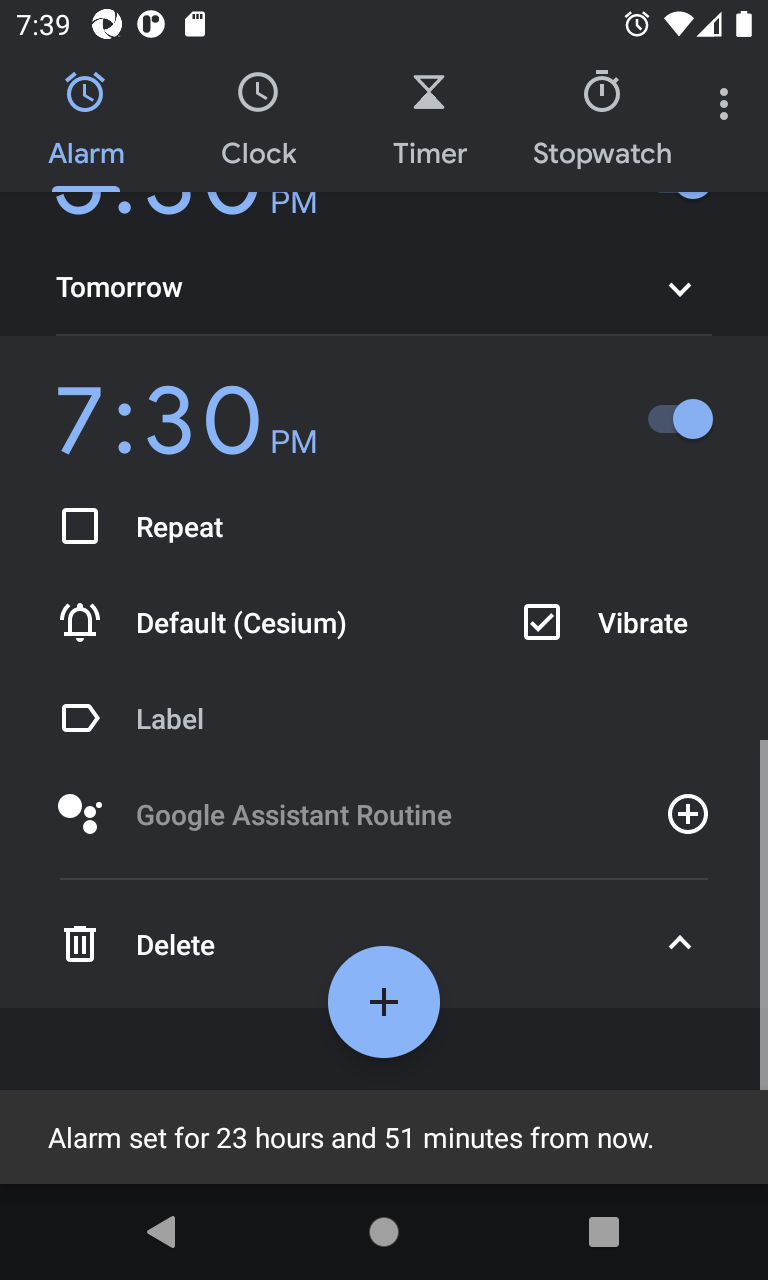 7:39
Alarm
Clock
Timer
Stopwatch
PM
Tomorrow
7:30 PM
Repeat
Default (Cesium)
Vibrate
Label
Google Assistant Routine
Delete
Alarm set for 23 hours and 51 minutes from now.